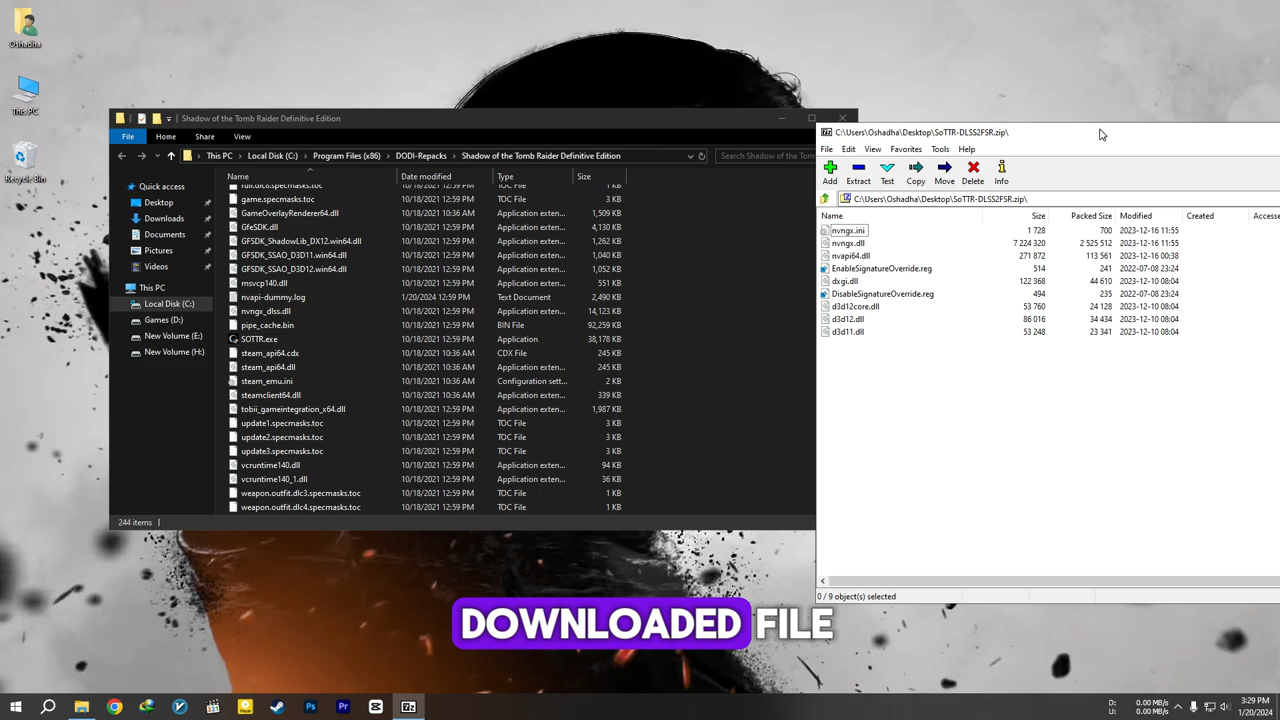 Oshadha
This PC
Recycle Bin
Shadow of the Tomb Raider Definitive Edition
File Home Share View
This PC Local Disk (C:) Program Files (x86) DODI-Repacks Shadow of the Tomb Raider Definitive Edition
Search Shadow of the Tomb
Name Date modified Type Size
Quick access
Desktop
Downloads
Documents
Pictures
Videos
This PC
Local Disk (C:)
Games (D:)
New Volume (E:)
New Volume (H:)
full.dlc6.specmasks.toc 10/18/2021 12:59 PM TOC File 1 KB
game.specmasks.toc 10/18/2021 12:59 PM TOC File 3 KB
GameOverlayRenderer64.dll 10/18/2021 10:36 AM Application exten... 1,509 KB
GfeSDK.dll 10/18/2021 12:59 PM Application exten... 4,130 KB
GFSDK_ShadowLib_DX12.win64.dll 10/18/2021 12:59 PM Application exten... 1,262 KB
GFSDK_SSAO_D3D11.win64.dll 10/18/2021 12:59 PM Application exten... 1,040 KB
GFSDK_SSAO_D3D12.win64.dll 10/18/2021 12:59 PM Application exten... 1,052 KB
msvcp140.dll 10/18/2021 12:59 PM Application exten... 551 KB
nvapi-dummy.log 1/20/2024 12:59 PM Text Document 2,490 KB
nvngx_dlss.dll 10/18/2021 12:59 PM Application exten... 14,123 KB
pipe_cache.bin 10/18/2021 12:59 PM BIN File 92,259 KB
SOTTR.exe 10/18/2021 12:59 PM Application 38,178 KB
steam_api64.cdx 10/18/2021 10:36 AM CDX File 245 KB
steam_api64.dll 10/18/2021 10:36 AM Application exten... 245 KB
steam_emu.ini 10/18/2021 10:36 AM Configuration sett... 2 KB
steamclient64.dll 10/18/2021 10:36 AM Application exten... 339 KB
tobii_gameintegration_x64.dll 10/18/2021 12:59 PM Application exten... 1,987 KB
update1.specmasks.toc 10/18/2021 12:59 PM TOC File 3 KB
update2.specmasks.toc 10/18/2021 12:59 PM TOC File 3 KB
update3.specmasks.toc 10/18/2021 12:59 PM TOC File 3 KB
vcruntime140.dll 10/18/2021 12:59 PM Application exten... 94 KB
vcruntime140_1.dll 10/18/2021 12:59 PM Application exten... 36 KB
weapon.outfit.dlc3.specmasks.toc 10/18/2021 12:59 PM TOC File 1 KB
weapon.outfit.dlc4.specmasks.toc 10/18/2021 12:59 PM TOC File 1 KB
244 items
C:\Users\Oshadha\Desktop\SoTTR-DLSS2FSR.zip\
File Edit View Favorites Tools Help
Add Extract Test Copy Move Delete Info
C:\Users\Oshadha\Desktop\SoTTR-DLSS2FSR.zip\
Name Size Packed Size Modified Created Accesse
nvngx.ini 1 728 700 2023-12-16 11:55
nvngx.dll 7 224 320 2 525 512 2023-12-16 11:55
nvapi64.dll 271 872 113 561 2023-12-16 00:38
EnableSignatureOverride.reg 514 241 2022-07-08 23:42
dxgi.dll 122 368 44 610 2023-12-10 08:04
DisableSignatureOverride.reg 494 235 2022-07-08 23:42
d3d12core.dll 53 760 24 128 2023-12-10 08:04
d3d12.dll 86 016 34 434 2023-12-10 08:04
d3d11.dll 53 248 23 341 2023-12-10 08:04
0 / 9 object(s) selected
DOWNLOADED FILE
D: 0.00 MB/s
U: 0.00 MB/s
3:29 PM
1/20/2024